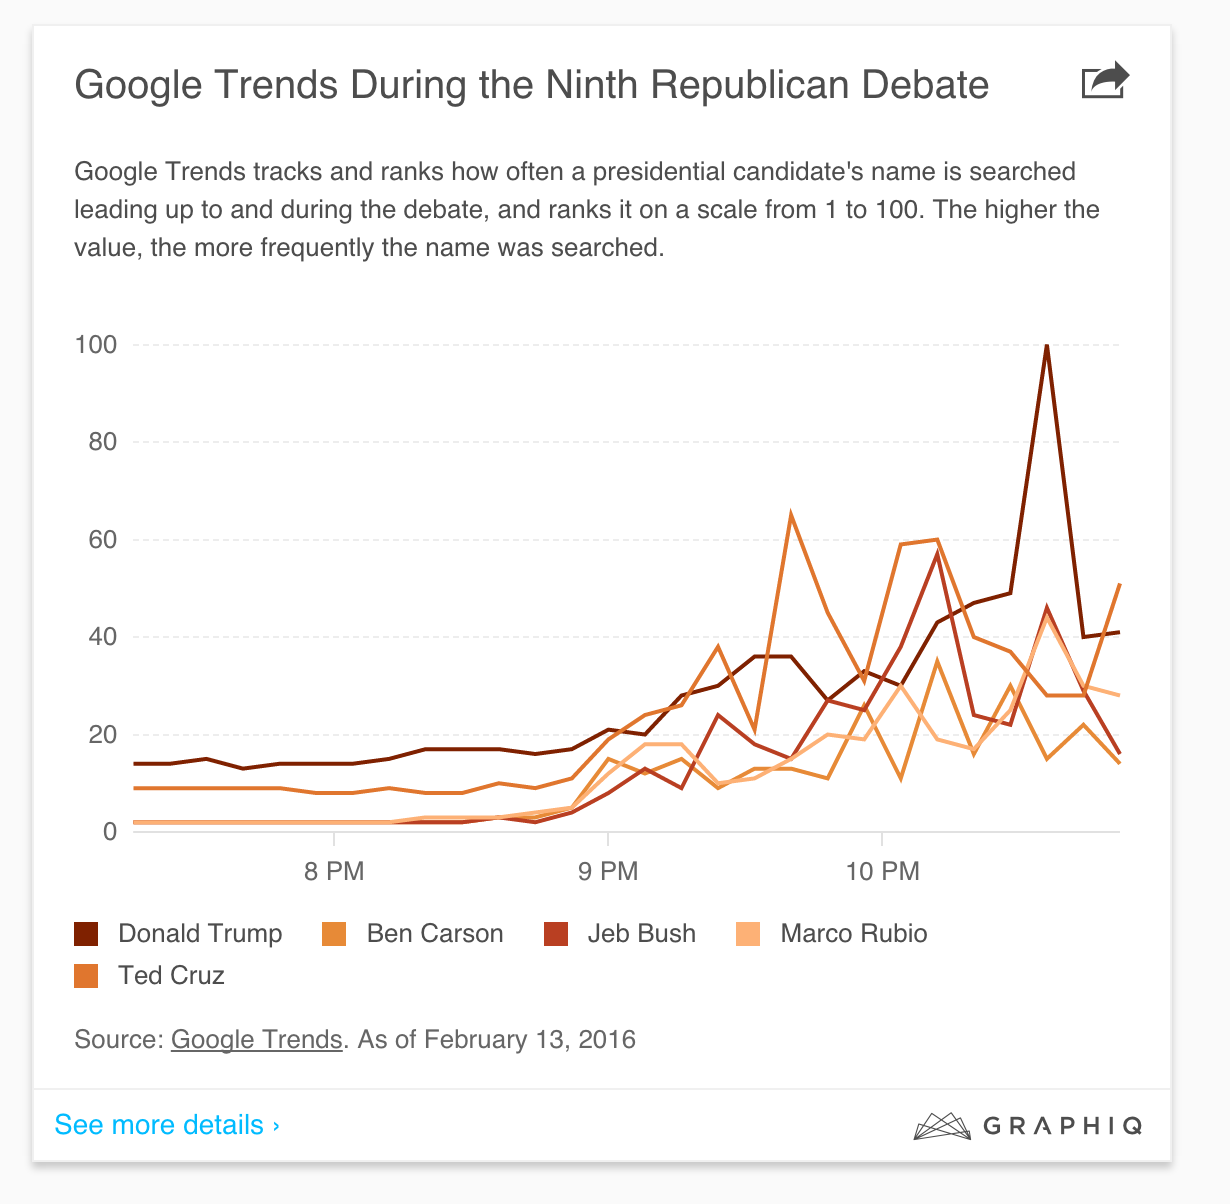 Google Trends During the Ninth Republican Debate
Google Trends tracks and ranks how often a presidential candidate's name is searched
leading up to and during the debate, and ranks it on a scale from 1 to 100. The higher the
value, the more frequently the name was searched.
100
80
60
40
20
0
8 PM 9 PM 10 PM
Donald Trump Ben Carson Jeb Bush Marco Rubio
Ted Cruz
Source: Google Trends. As of February 13, 2016
See more details › GRAPHIQ